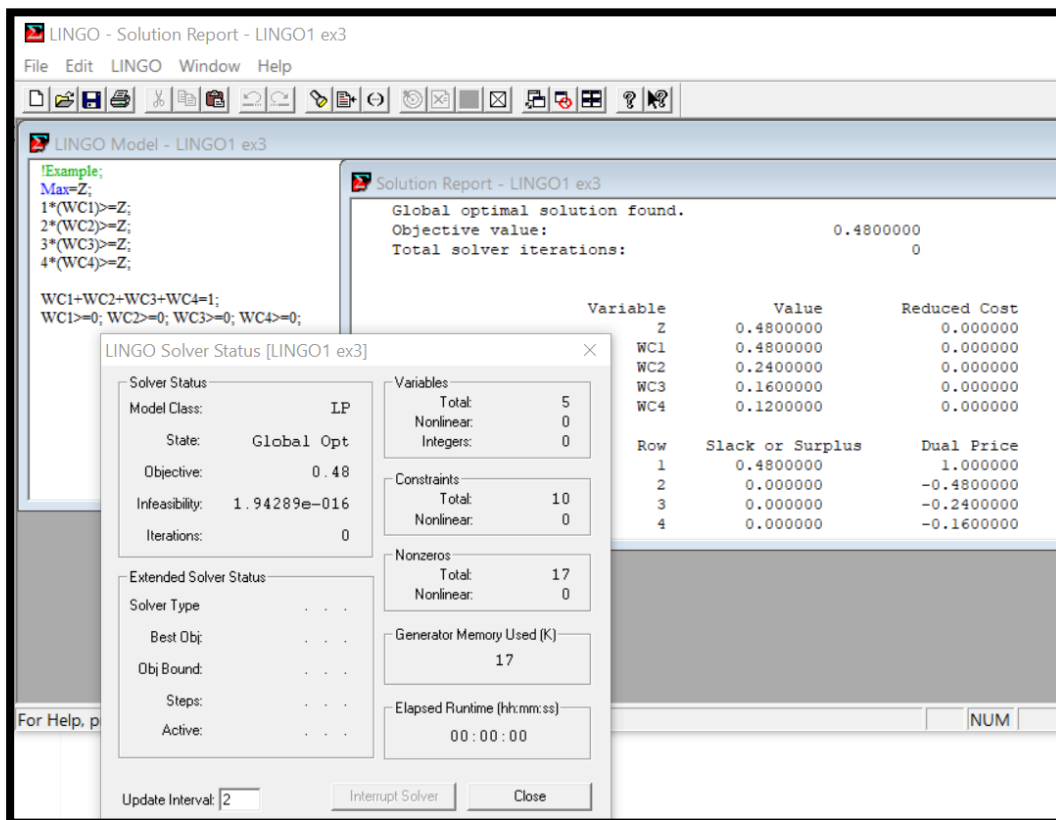 LINGO - Solution Report - LINGO1 ex3
File Edit LINGO Window Help
LINGO Model - LINGO1 ex3
!Example;
Max=Z;
1*(WC1)>=Z;
2*(WC2)>=Z;
3*(WC3)>=Z;
4*(WC4)>=Z;
WC1+WC2+WC3+WC4=1;
WC1>=0; WC2>=0; WC3>=0; WC4>=0;
Solution Report - LINGO1 ex3
Global optimal solution found.
Objective value: 0.4800000
Total solver iterations: 0
Variable Value Reduced Cost
Z 0.4800000 0.000000
WC1 0.4800000 0.000000
WC2 0.2400000 0.000000
WC3 0.1600000 0.000000
WC4 0.1200000 0.000000
Row Slack or Surplus Dual Price
1 0.4800000 1.000000
2 0.000000 -0.4800000
3 0.000000 -0.2400000
4 0.000000 -0.1600000
LINGO Solver Status [LINGO1 ex3]
Solver Status
Model Class: LP
State: Global Opt
Objective: 0.48
Infeasibility: 1.94289e-016
Iterations: 0
Extended Solver Status
Solver Type . . .
Best Obj: . . .
Obj Bound: . . .
Steps: . . .
Active: . . .
Variables
Total: 5
Nonlinear: 0
Integers: 0
Constraints
Total: 10
Nonlinear: 0
Nonzeros
Total: 17
Nonlinear: 0
Generator Memory Used (K)
17
Elapsed Runtime (hh:mm:ss)
00:00:00
Update Interval: 2
Interrupt Solver
Close
For Help, p
NUM